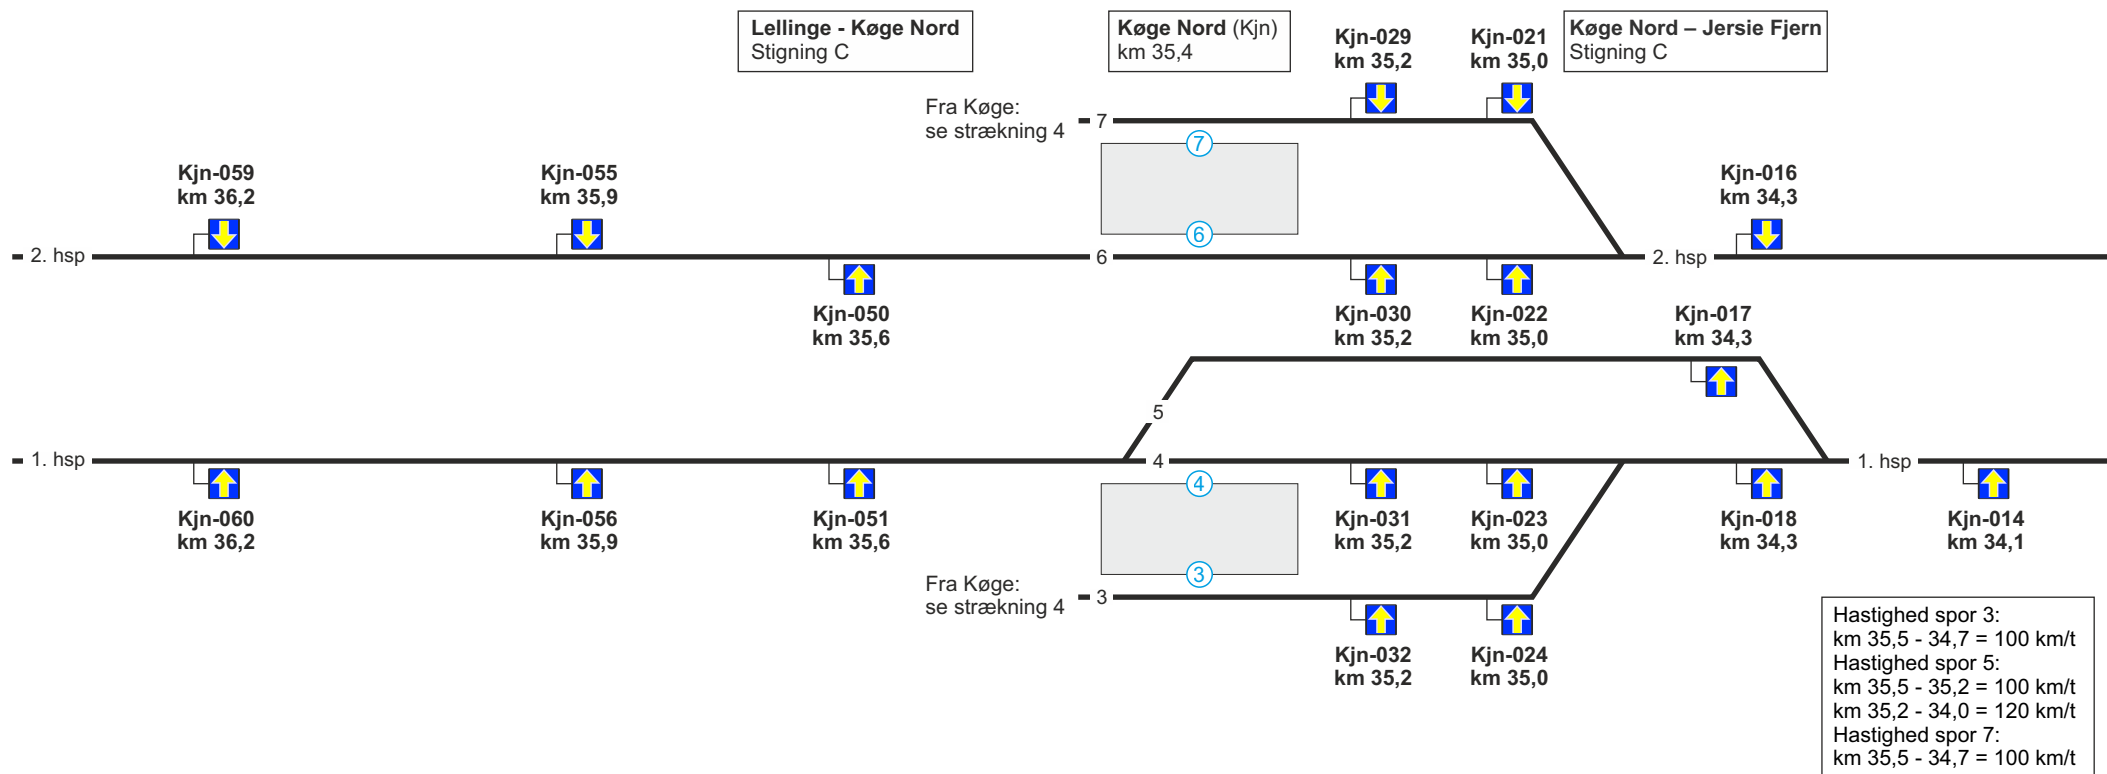 Lellinge - Køge Nord
Stigning C
Køge Nord (Kjn)
km 35,4
Kjn-029
km 35,2
Kjn-021
km 35,0
Køge Nord – Jersie Fjern
Stigning C
Fra Køge:
se strækning 4
7
7
Kjn-059
km 36,2
Kjn-055
km 35,9
Kjn-016
km 34,3
6
2. hsp
6
2. hsp
Kjn-050
km 35,6
Kjn-030
km 35,2
Kjn-022
km 35,0
Kjn-017
km 34,3
5
1. hsp
4
1. hsp
4
Kjn-060
km 36,2
Kjn-056
km 35,9
Kjn-051
km 35,6
Kjn-031
km 35,2
Kjn-023
km 35,0
Kjn-018
km 34,3
Kjn-014
km 34,1
3
Fra Køge:
se strækning 4
3
Kjn-032
km 35,2
Kjn-024
km 35,0
Hastighed spor 3:
km 35,5 - 34,7 = 100 km/t
Hastighed spor 5:
km 35,5 - 35,2 = 100 km/t
km 35,2 - 34,0 = 120 km/t
Hastighed spor 7:
km 35,5 - 34,7 = 100 km/t